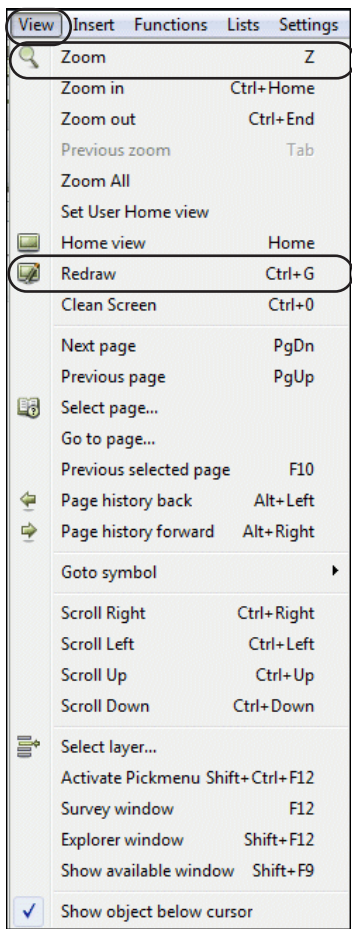 View Insert Functions Lists Settings
Zoom Z
Zoom in Ctrl+Home
Zoom out Ctrl+End
Previous zoom Tab
Zoom All
Set User Home view
Home view Home
Redraw Ctrl+G
Clean Screen Ctrl+0
Next page PgDn
Previous page PgUp
Select page...
Go to page...
Previous selected page F10
Page history back Alt+Left
Page history forward Alt+Right
Goto symbol
Scroll Right Ctrl+Right
Scroll Left Ctrl+Left
Scroll Up Ctrl+Up
Scroll Down Ctrl+Down
Select layer...
Activate Pickmenu Shift+Ctrl+F12
Survey window F12
Explorer window Shift+F12
Show available window Shift+F9
Show object below cursor